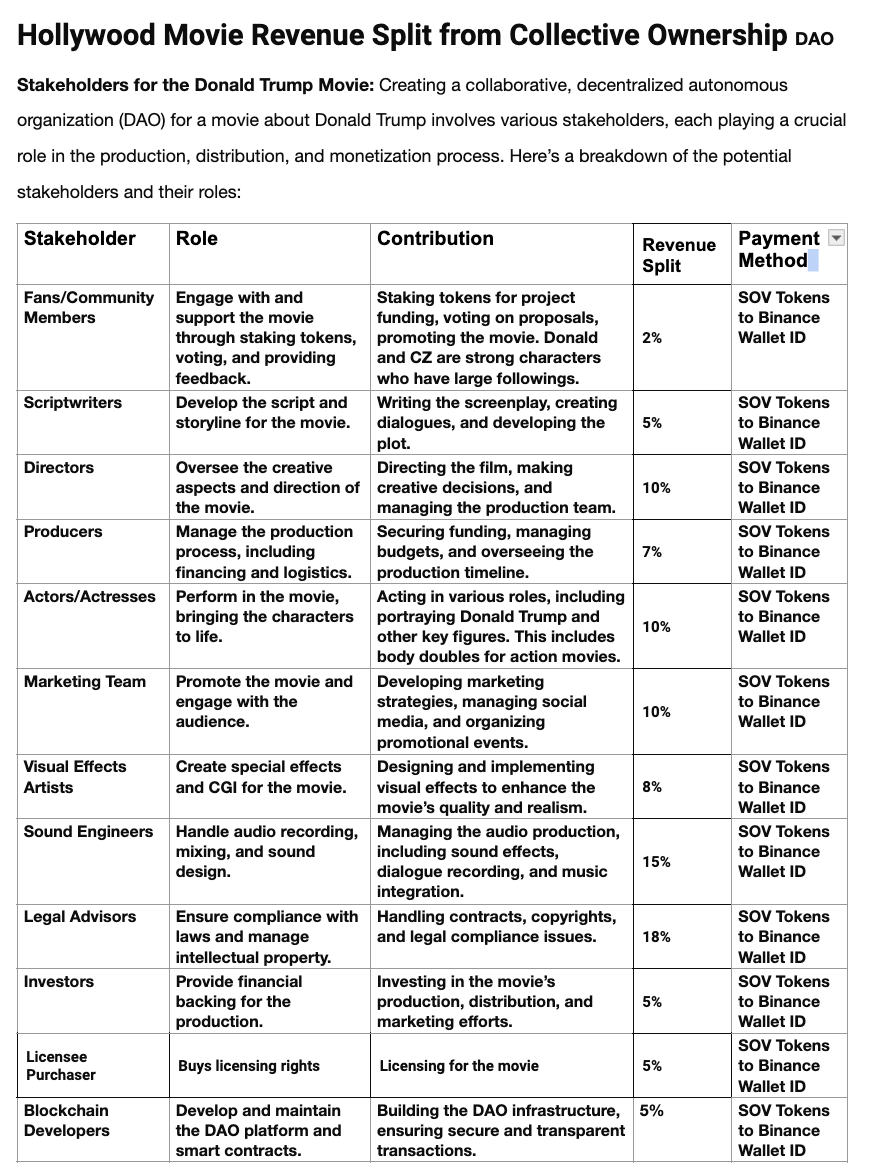 Hollywood Movie Revenue Split from Collective Ownership DAO
Stakeholders for the Donald Trump Movie: Creating a collaborative, decentralized autonomous
organization (DAO) for a movie about Donald Trump involves various stakeholders, each playing a crucial
role in the production, distribution, and monetization process. Here’s a breakdown of the potential
stakeholders and their roles:
Stakeholder
Role
Contribution
Revenue
Split
Payment
Method
Fans/Community
Members
Engage with and
support the movie
through staking tokens,
voting, and providing
feedback.
Staking tokens for project
funding, voting on proposals,
promoting the movie. Donald
and CZ are strong characters
who have large followings.
2%
SOV Tokens
to Binance
Wallet ID
Scriptwriters
Develop the script and
storyline for the movie.
Writing the screenplay, creating
dialogues, and developing the
plot.
5%
SOV Tokens
to Binance
Wallet ID
Directors
Oversee the creative
aspects and direction of
the movie.
Directing the film, making
creative decisions, and
managing the production team.
10%
SOV Tokens
to Binance
Wallet ID
Producers
Manage the production
process, including
financing and logistics.
Securing funding, managing
budgets, and overseeing the
production timeline.
7%
SOV Tokens
to Binance
Wallet ID
Actors/Actresses
Perform in the movie,
bringing the characters
to life.
Acting in various roles, including
portraying Donald Trump and
other key figures. This includes
body doubles for action movies.
10%
SOV Tokens
to Binance
Wallet ID
Marketing Team
Promote the movie and
engage with the
audience.
Developing marketing
strategies, managing social
media, and organizing
promotional events.
10%
SOV Tokens
to Binance
Wallet ID
Visual Effects
Artists
Create special effects
and CGI for the movie.
Designing and implementing
visual effects to enhance the
movie’s quality and realism.
8%
SOV Tokens
to Binance
Wallet ID
Sound Engineers
Handle audio recording,
mixing, and sound
design.
Managing the audio production,
including sound effects,
dialogue recording, and music
integration.
15%
SOV Tokens
to Binance
Wallet ID
Legal Advisors
Ensure compliance with
laws and manage
intellectual property.
Handling contracts, copyrights,
and legal compliance issues.
18%
SOV Tokens
to Binance
Wallet ID
Investors
Provide financial
backing for the
production.
Investing in the movie’s
production, distribution, and
marketing efforts.
5%
SOV Tokens
to Binance
Wallet ID
Licensee
Purchaser
Buys licensing rights
Licensing for the movie
5%
SOV Tokens
to Binance
Wallet ID
Blockchain
Developers
Develop and maintain
the DAO platform and
smart contracts.
Building the DAO infrastructure,
ensuring secure and transparent
transactions.
5%
SOV Tokens
to Binance
Wallet ID